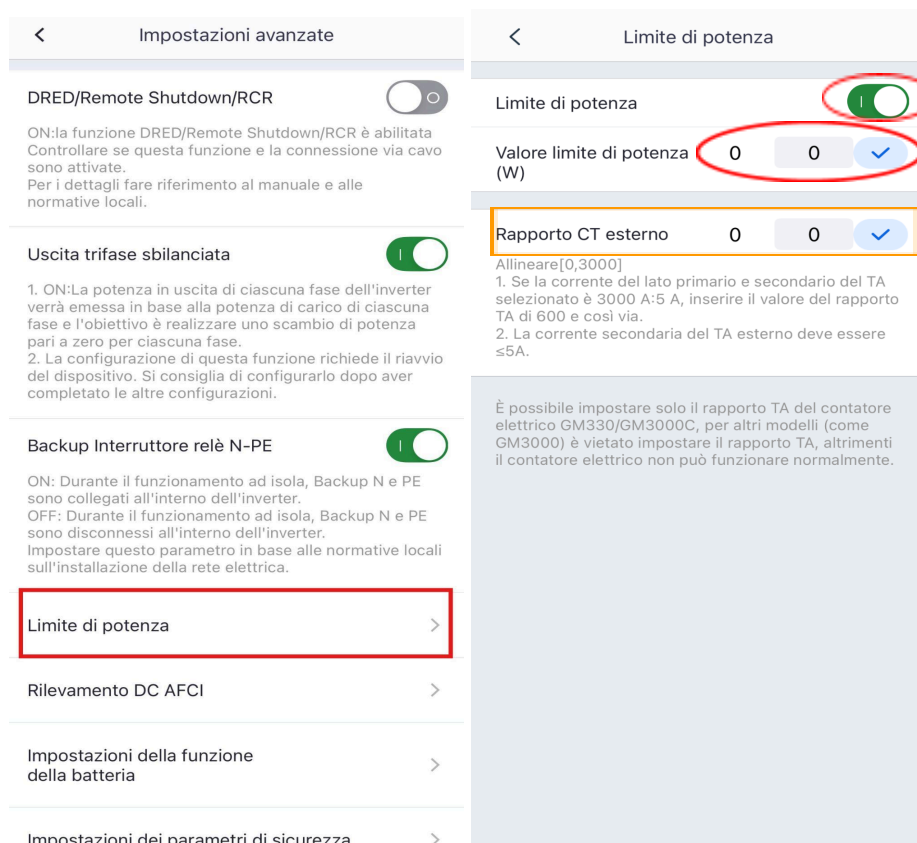 Impostazioni avanzate
DRED/Remote Shutdown/RCR
ON:la funzione DRED/Remote Shutdown/RCR è abilitata
Controllare se questa funzione e la connessione via cavo
sono attivate.
Per i dettagli fare riferimento al manuale e alle
normative locali.
Uscita trifase sbilanciata
1. ON:La potenza in uscita di ciascuna fase dell'inverter
verrà emessa in base alla potenza di carico di ciascuna
fase e l'obiettivo è realizzare uno scambio di potenza
pari a zero per ciascuna fase.
2. La configurazione di questa funzione richiede il riavvio
del dispositivo. Si consiglia di configurarlo dopo aver
completato le altre configurazioni.
Backup Interruttore relè N-PE
ON: Durante il funzionamento ad isola, Backup N e PE
sono collegati all'interno dell'inverter.
OFF: Durante il funzionamento ad isola, Backup N e PE
sono disconnessi all'interno dell'inverter.
Impostare questo parametro in base alle normative locali
sull'installazione della rete elettrica.
Limite di potenza
Rilevamento DC AFCI
Impostazioni della funzione
della batteria
Impostazioni dei parametri di sicurezza
Limite di potenza
Limite di potenza
Valore limite di potenza 0 0
(W)
Rapporto CT esterno 0 0
Allineare[0,3000]
1. Se la corrente del lato primario e secondario del TA
selezionato è 3000 A:5 A, inserire il valore del rapporto
TA di 600 e così via.
2. La corrente secondaria del TA esterno deve essere
≤5A.
È possibile impostare solo il rapporto TA del contatore
elettrico GM330/GM3000C, per altri modelli (come
GM3000) è vietato impostare il rapporto TA, altrimenti
il contatore elettrico non può funzionare normalmente.